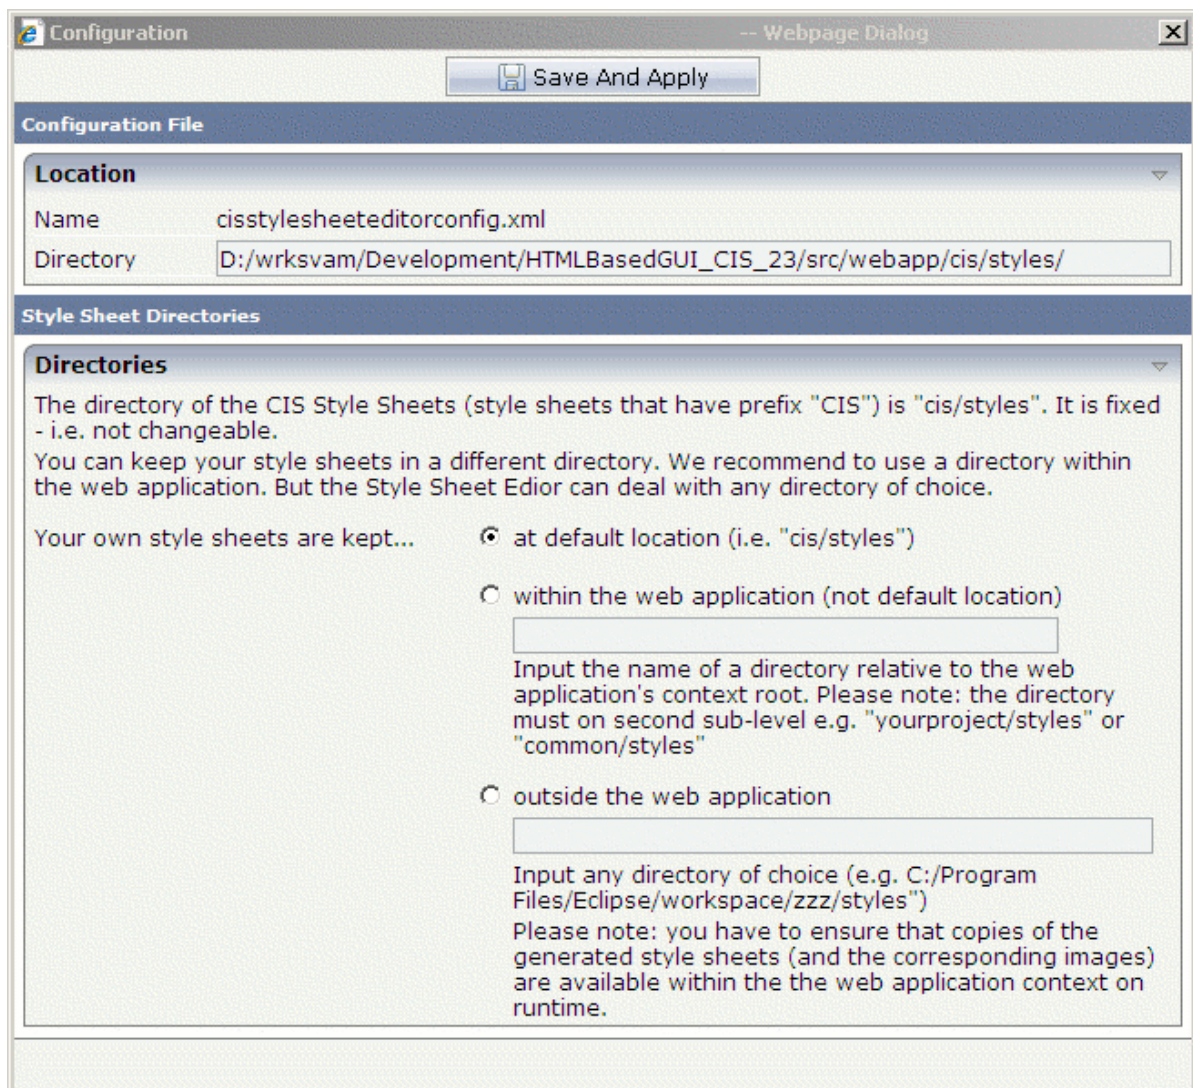 Configuration -- Webpage Dialog
Save And Apply
Configuration File
Location
Name cisstylesheeteditorconfig.xml
Directory D:/wrksvam/Development/HTMLBasedGUI_CIS_23/src/webapp/cis/styles/
Style Sheet Directories
Directories
The directory of the CIS Style Sheets (style sheets that have prefix "CIS") is "cis/styles". It is fixed
- i.e. not changeable.
You can keep your style sheets in a different directory. We recommend to use a directory within
the web application. But the Style Sheet Edior can deal with any directory of choice.
Your own style sheets are kept... at default location (i.e. "cis/styles")
within the web application (not default location)
Input the name of a directory relative to the web
application's context root. Please note: the directory
must on second sub-level e.g. "yourproject/styles" or
"common/styles"
outside the web application
Input any directory of choice (e.g. C:/Program
Files/Eclipse/workspace/zzz/styles")
Please note: you have to ensure that copies of the
generated style sheets (and the corresponding images)
are available within the the web application context on
runtime.